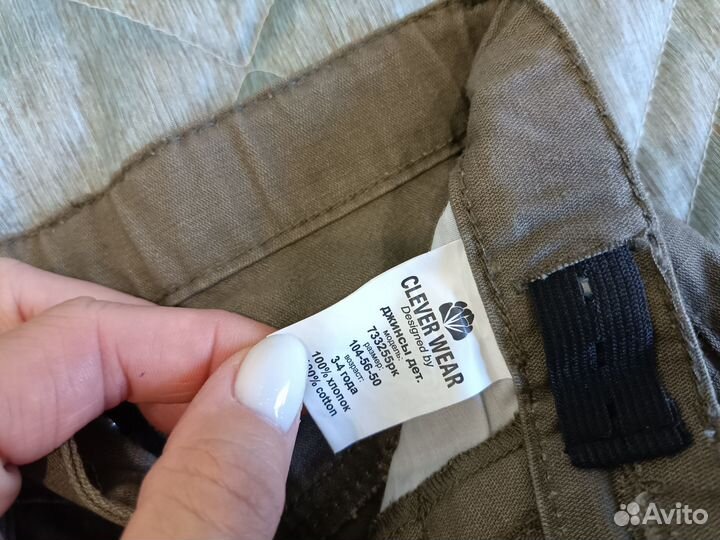 CLEVER WEAR
Designed by
джинсы дет.
модель:
733255рк
размер:
104-56-50
возраст:
3-4 года
100% хлопок
100% cotton
Avito